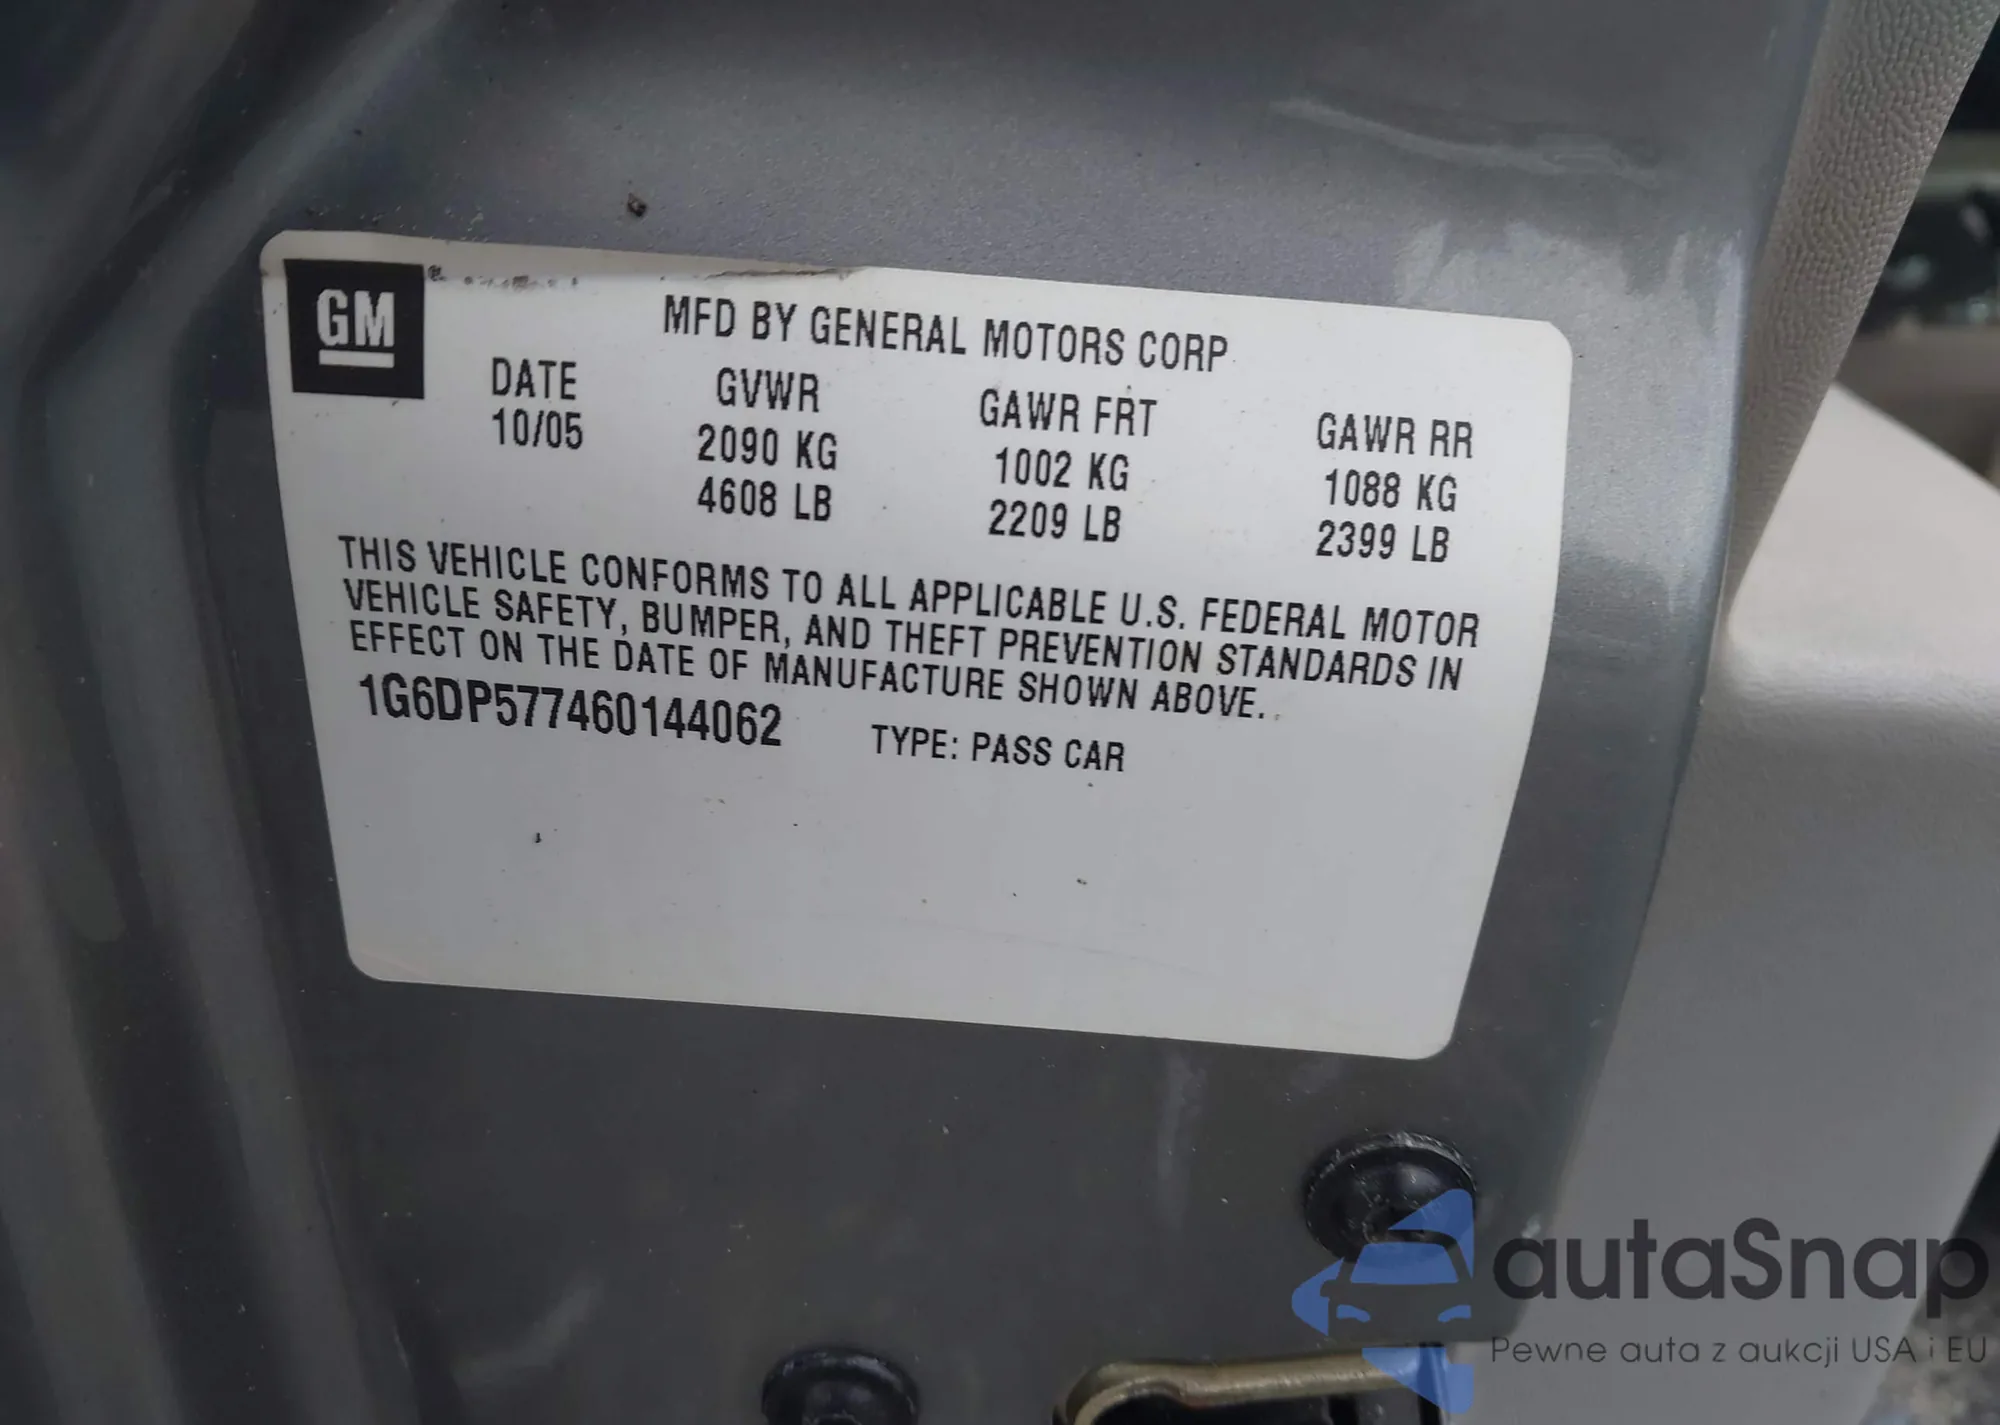 GM
MFD BY GENERAL MOTORS CORP
DATE GVWR GAWR FRT GAWR RR
10/05 2090 KG 1002 KG 1088 KG
4608 LB 2209 LB 2399 LB
THIS VEHICLE CONFORMS TO ALL APPLICABLE U.S. FEDERAL MOTOR
VEHICLE SAFETY, BUMPER, AND THEFT PREVENTION STANDARDS IN
EFFECT ON THE DATE OF MANUFACTURE SHOWN ABOVE.
1G6DP577460144062 TYPE: PASS CAR
autaSnap
Pewne auta z aukcji USA i EU